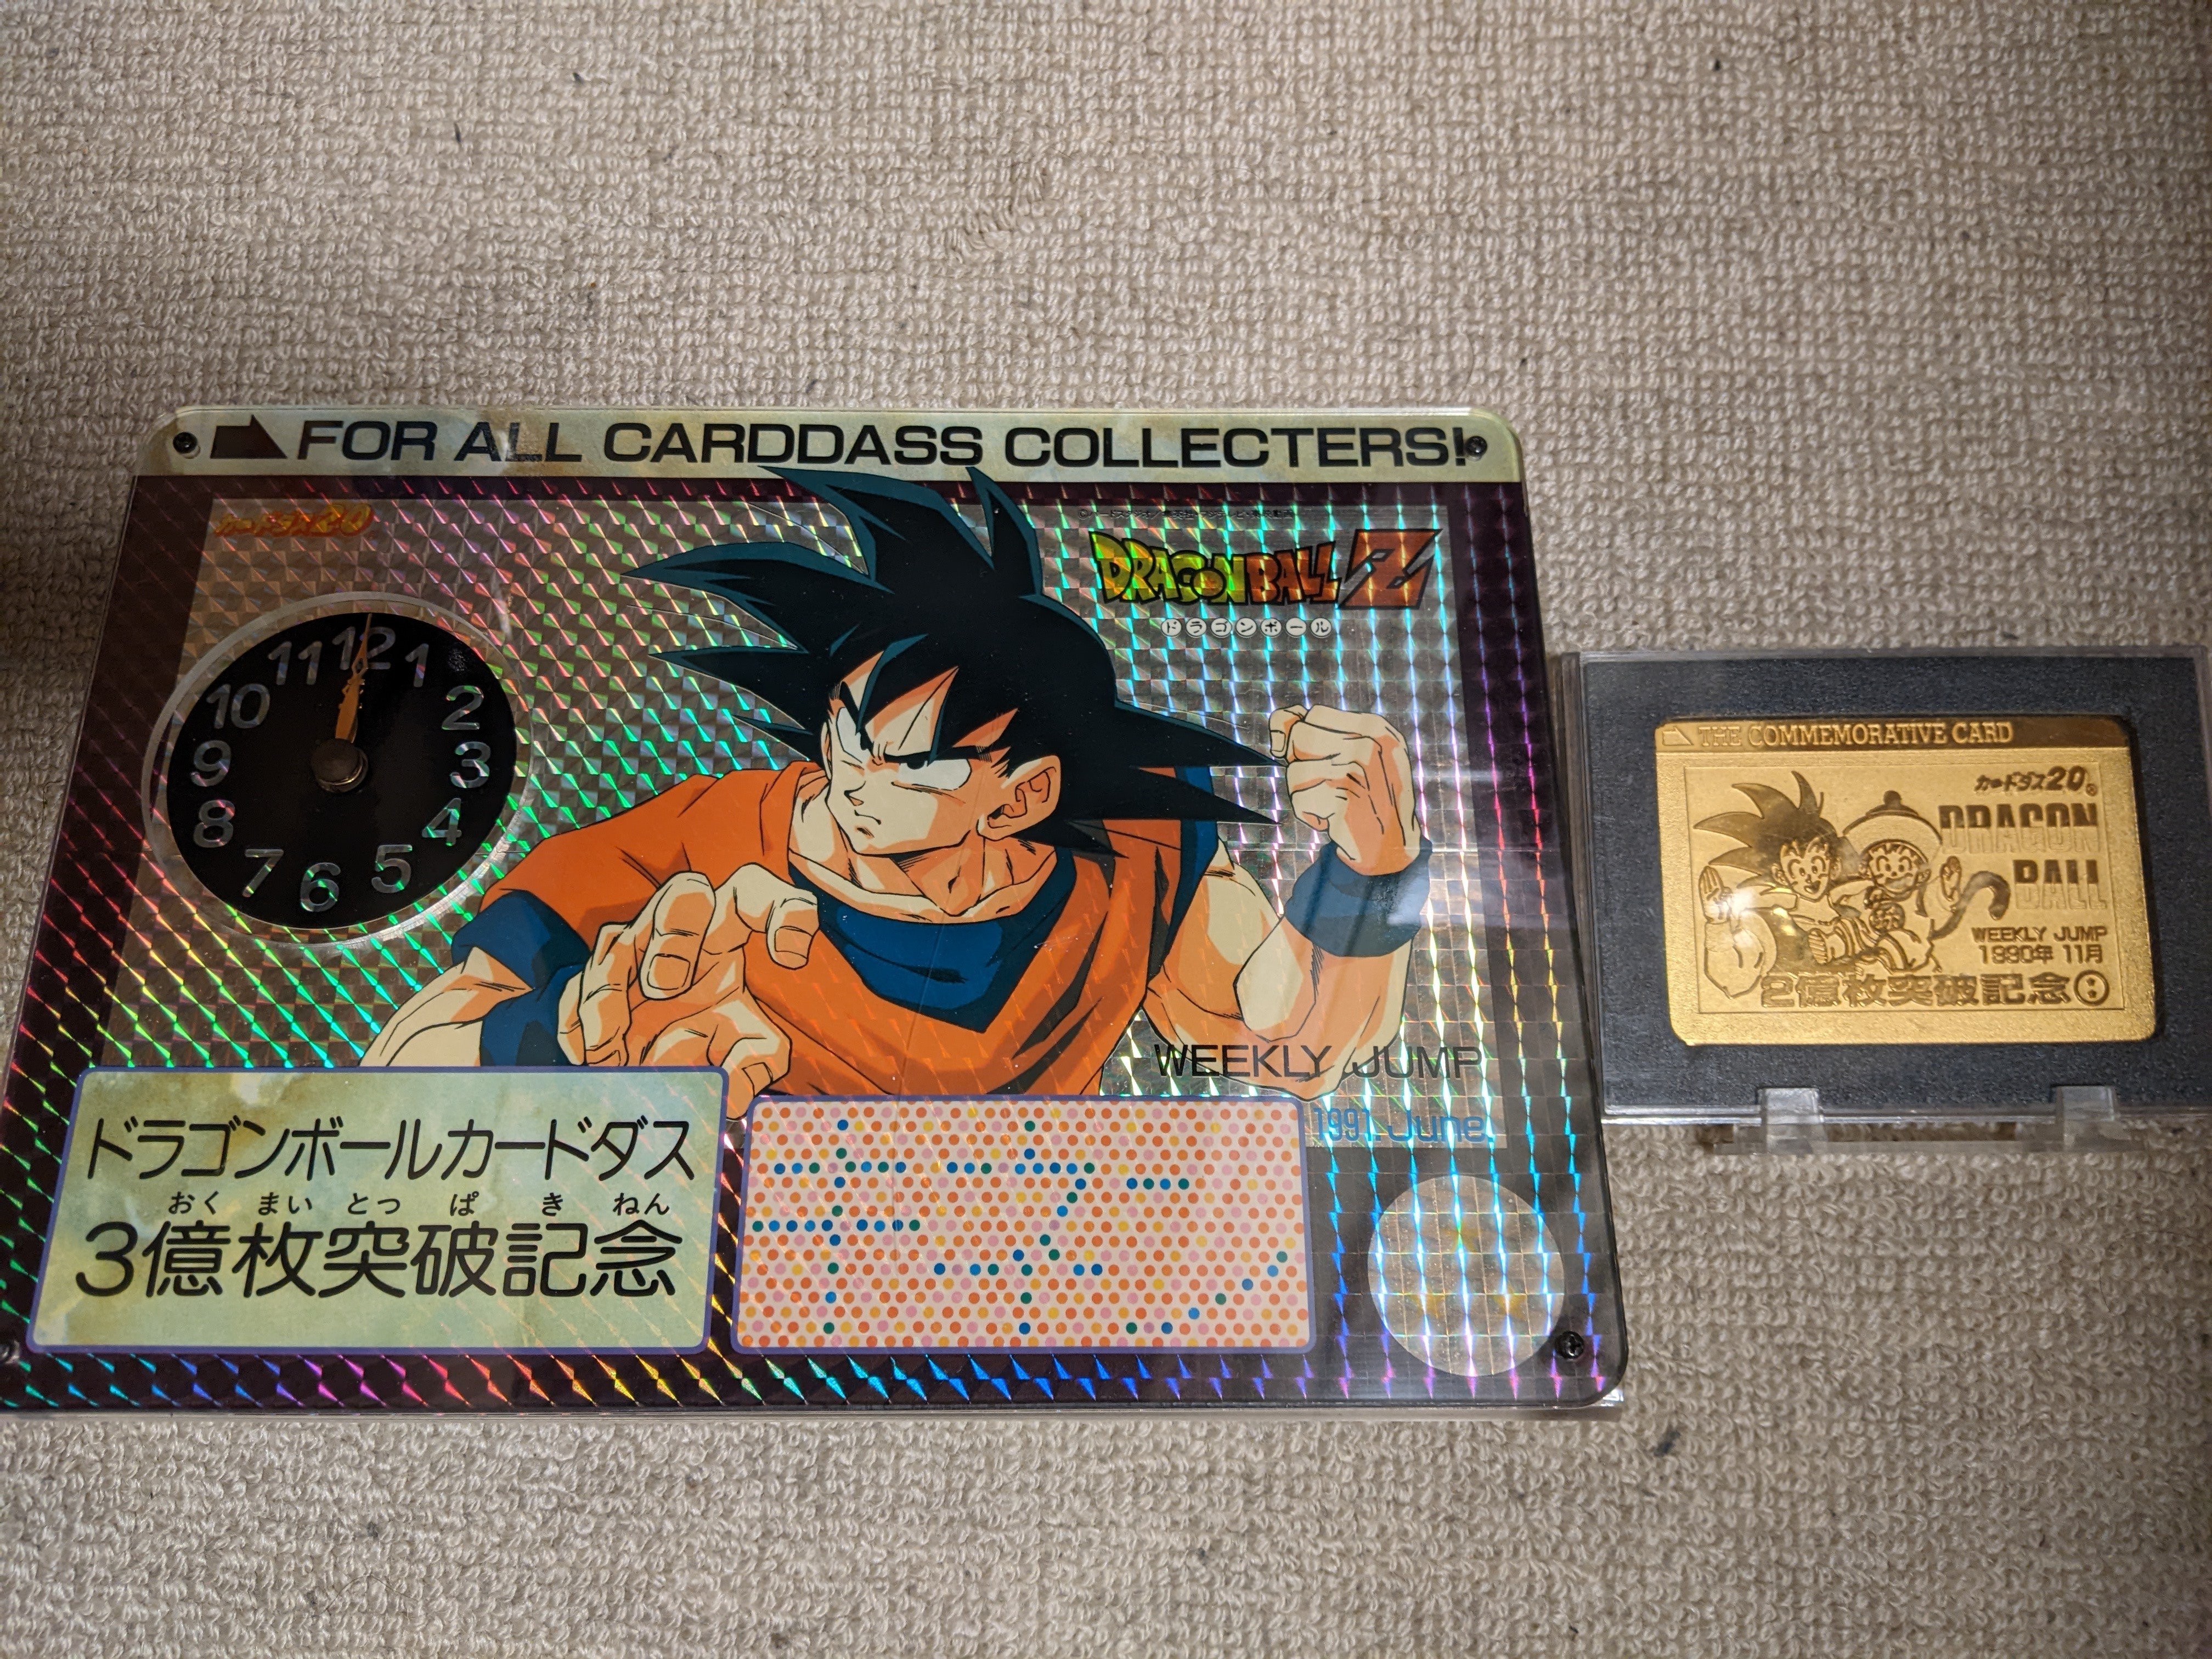 FOR ALL CARDDASS COLLECTERS!
カードダス20
DRAGON BALL Z
ドラゴンボール
11 12 1
10 2
9 3
8 4
7 6 5
WEEKLY JUMP
1991 June.
ドラゴンボールカードダス
おく まい とっ ぱ き ねん
3億枚突破記念
THE COMMEMORATIVE CARD
カードダス20
DRAGON
BALL
WEEKLY JUMP
1990年 11月
2億枚突破記念